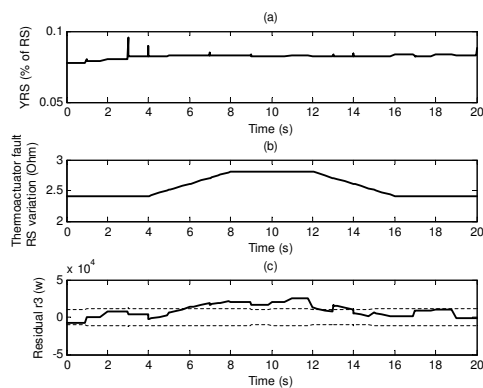 (a)
YRS (% of RS)
0.1
0.05
0 2 4 6 8 10 12 14 16 18 20
Time (s)
(b)
Thermoactuator fault
RS variation (Ohm)
3
2.5
2
0 2 4 6 8 10 12 14 16 18 20
Time (s)
(c)
x 10^4
Residual r3 (w)
5
0
-5
0 2 4 6 8 10 12 14 16 18 20
Time (s)